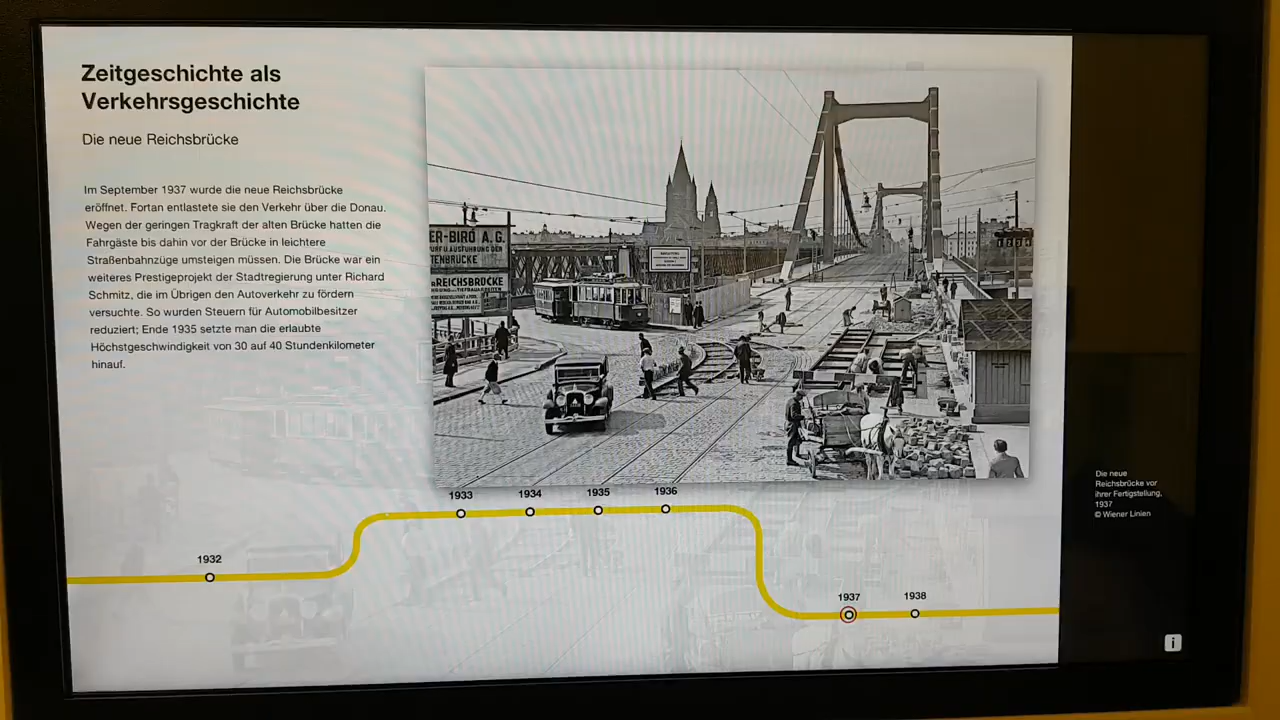 Zeitgeschichte als
Verkehrsgeschichte
Die neue Reichsbrücke
Im September 1937 wurde die neue Reichsbrücke
eröffnet. Fortan entlastete sie den Verkehr über die Donau.
Wegen der geringen Tragkraft der alten Brücke hatten die
Fahrgäste bis dahin vor der Brücke in leichtere
Straßenbahnzüge umsteigen müssen. Die Brücke war ein
weiteres Prestigeprojekt der Stadtregierung unter Richard
Schmitz, die im Übrigen den Autoverkehr zu fördern
versuchte. So wurden Steuern für Automobilbesitzer
reduziert; Ende 1935 setzte man die erlaubte
Höchstgeschwindigkeit von 30 auf 40 Stundenkilometer
hinauf.
ER-BIRÓ A.G.
RF U. AUSFÜHRUNG DER
ENBRÜCKE
REICHSBRÜCKE
1932
1933
1934
1935
1936
1937
1938
Die neue
Reichsbrücke vor
ihrer Fertigstellung,
1937
© Wiener Linien
i